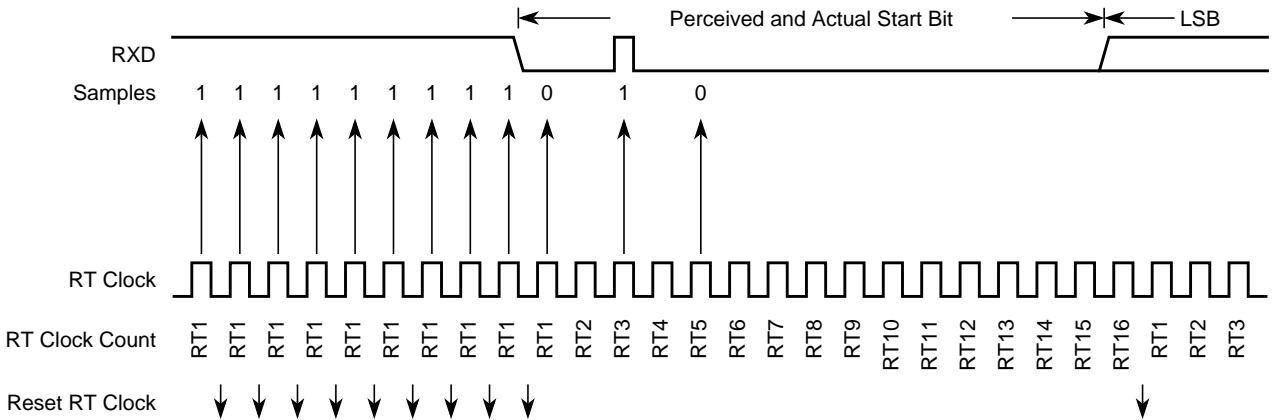 Perceived and Actual Start Bit LSB
RXD
Samples 1 1 1 1 1 1 1 1 1 0 1 0
RT Clock
RT Clock Count RT1 RT1 RT1 RT1 RT1 RT1 RT1 RT1 RT1 RT1 RT2 RT3 RT4 RT5 RT6 RT7 RT8 RT9 RT10 RT11 RT12 RT13 RT14 RT15 RT16 RT1 RT2 RT3
Reset RT Clock